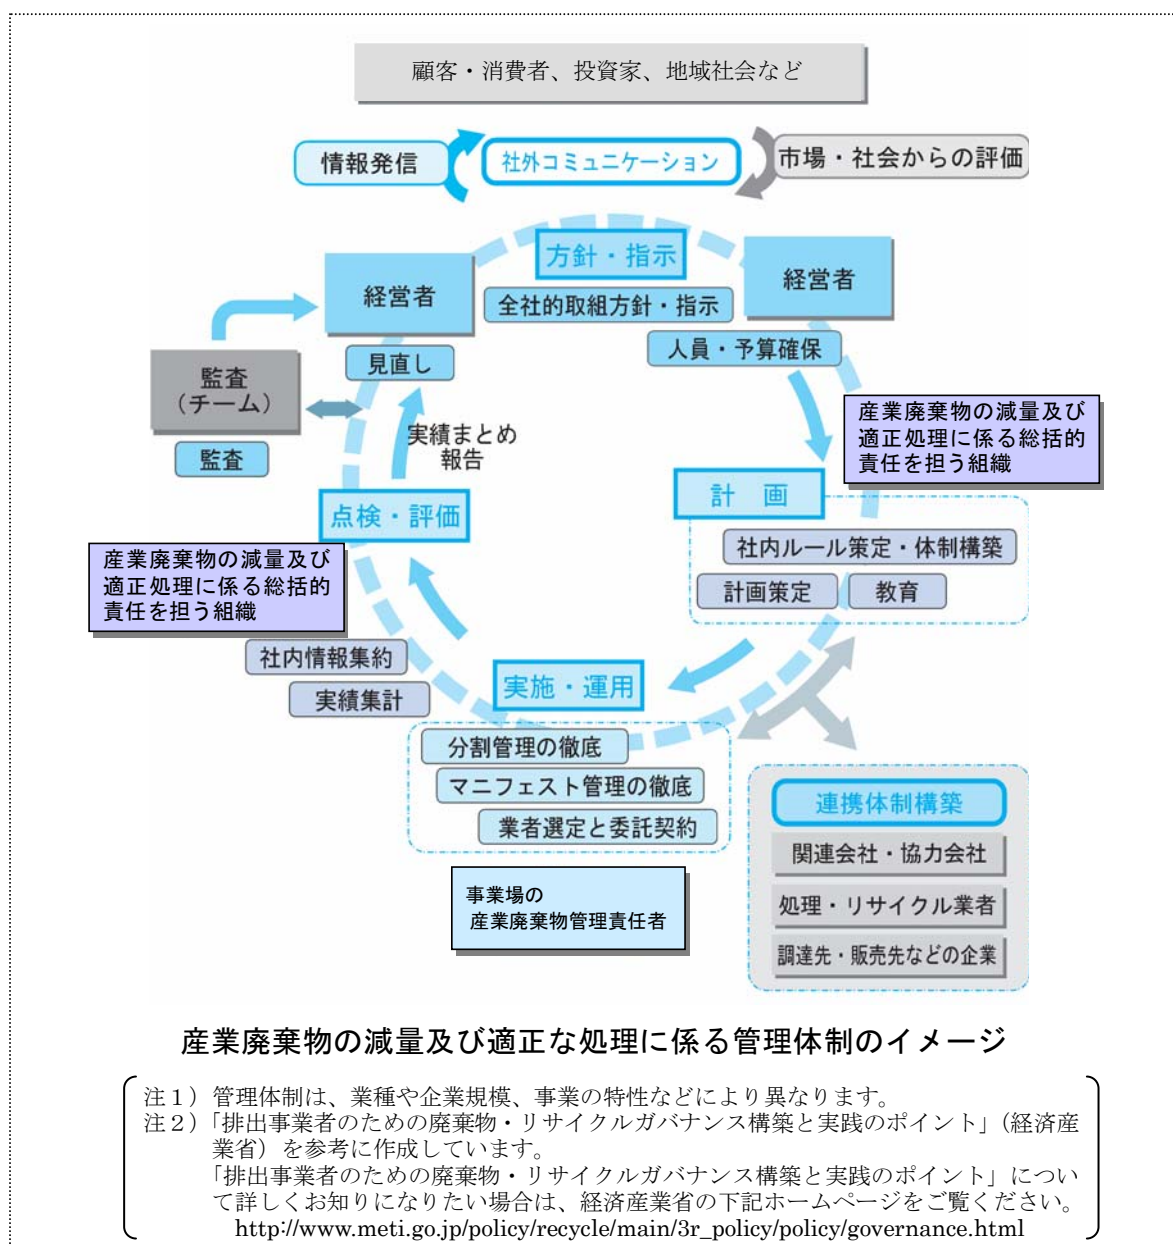 顧客・消費者、投資家、地域社会など
情報発信
社外コミュニケーション
市場・社会からの評価
方針・指示
経営者
経営者
全社的取組方針・指示
人員・予算確保
見直し
監査
（チーム）
監査
実績まとめ
報告
産業廃棄物の減量及び
適正処理に係る総括的
責任を担う組織
計　画
点検・評価
社内ルール策定・体制構築
計画策定
教育
産業廃棄物の減量及び
適正処理に係る総括的
責任を担う組織
社内情報集約
実績集計
実施・運用
分割管理の徹底
マニフェスト管理の徹底
業者選定と委託契約
事業場の
産業廃棄物管理責任者
連携体制構築
関連会社・協力会社
処理・リサイクル業者
調達先・販売先などの企業
産業廃棄物の減量及び適正な処理に係る管理体制のイメージ
注１）管理体制は、業種や企業規模、事業の特性などにより異なります。
注２）「排出事業者のための廃棄物・リサイクルガバナンス構築と実践のポイント」（経済産
業省）を参考に作成しています。
「排出事業者のための廃棄物・リサイクルガバナンス構築と実践のポイント」につい
て詳しくお知りになりたい場合は、経済産業省の下記ホームページをご覧ください。
http://www.meti.go.jp/policy/recycle/main/3r_policy/policy/governance.html